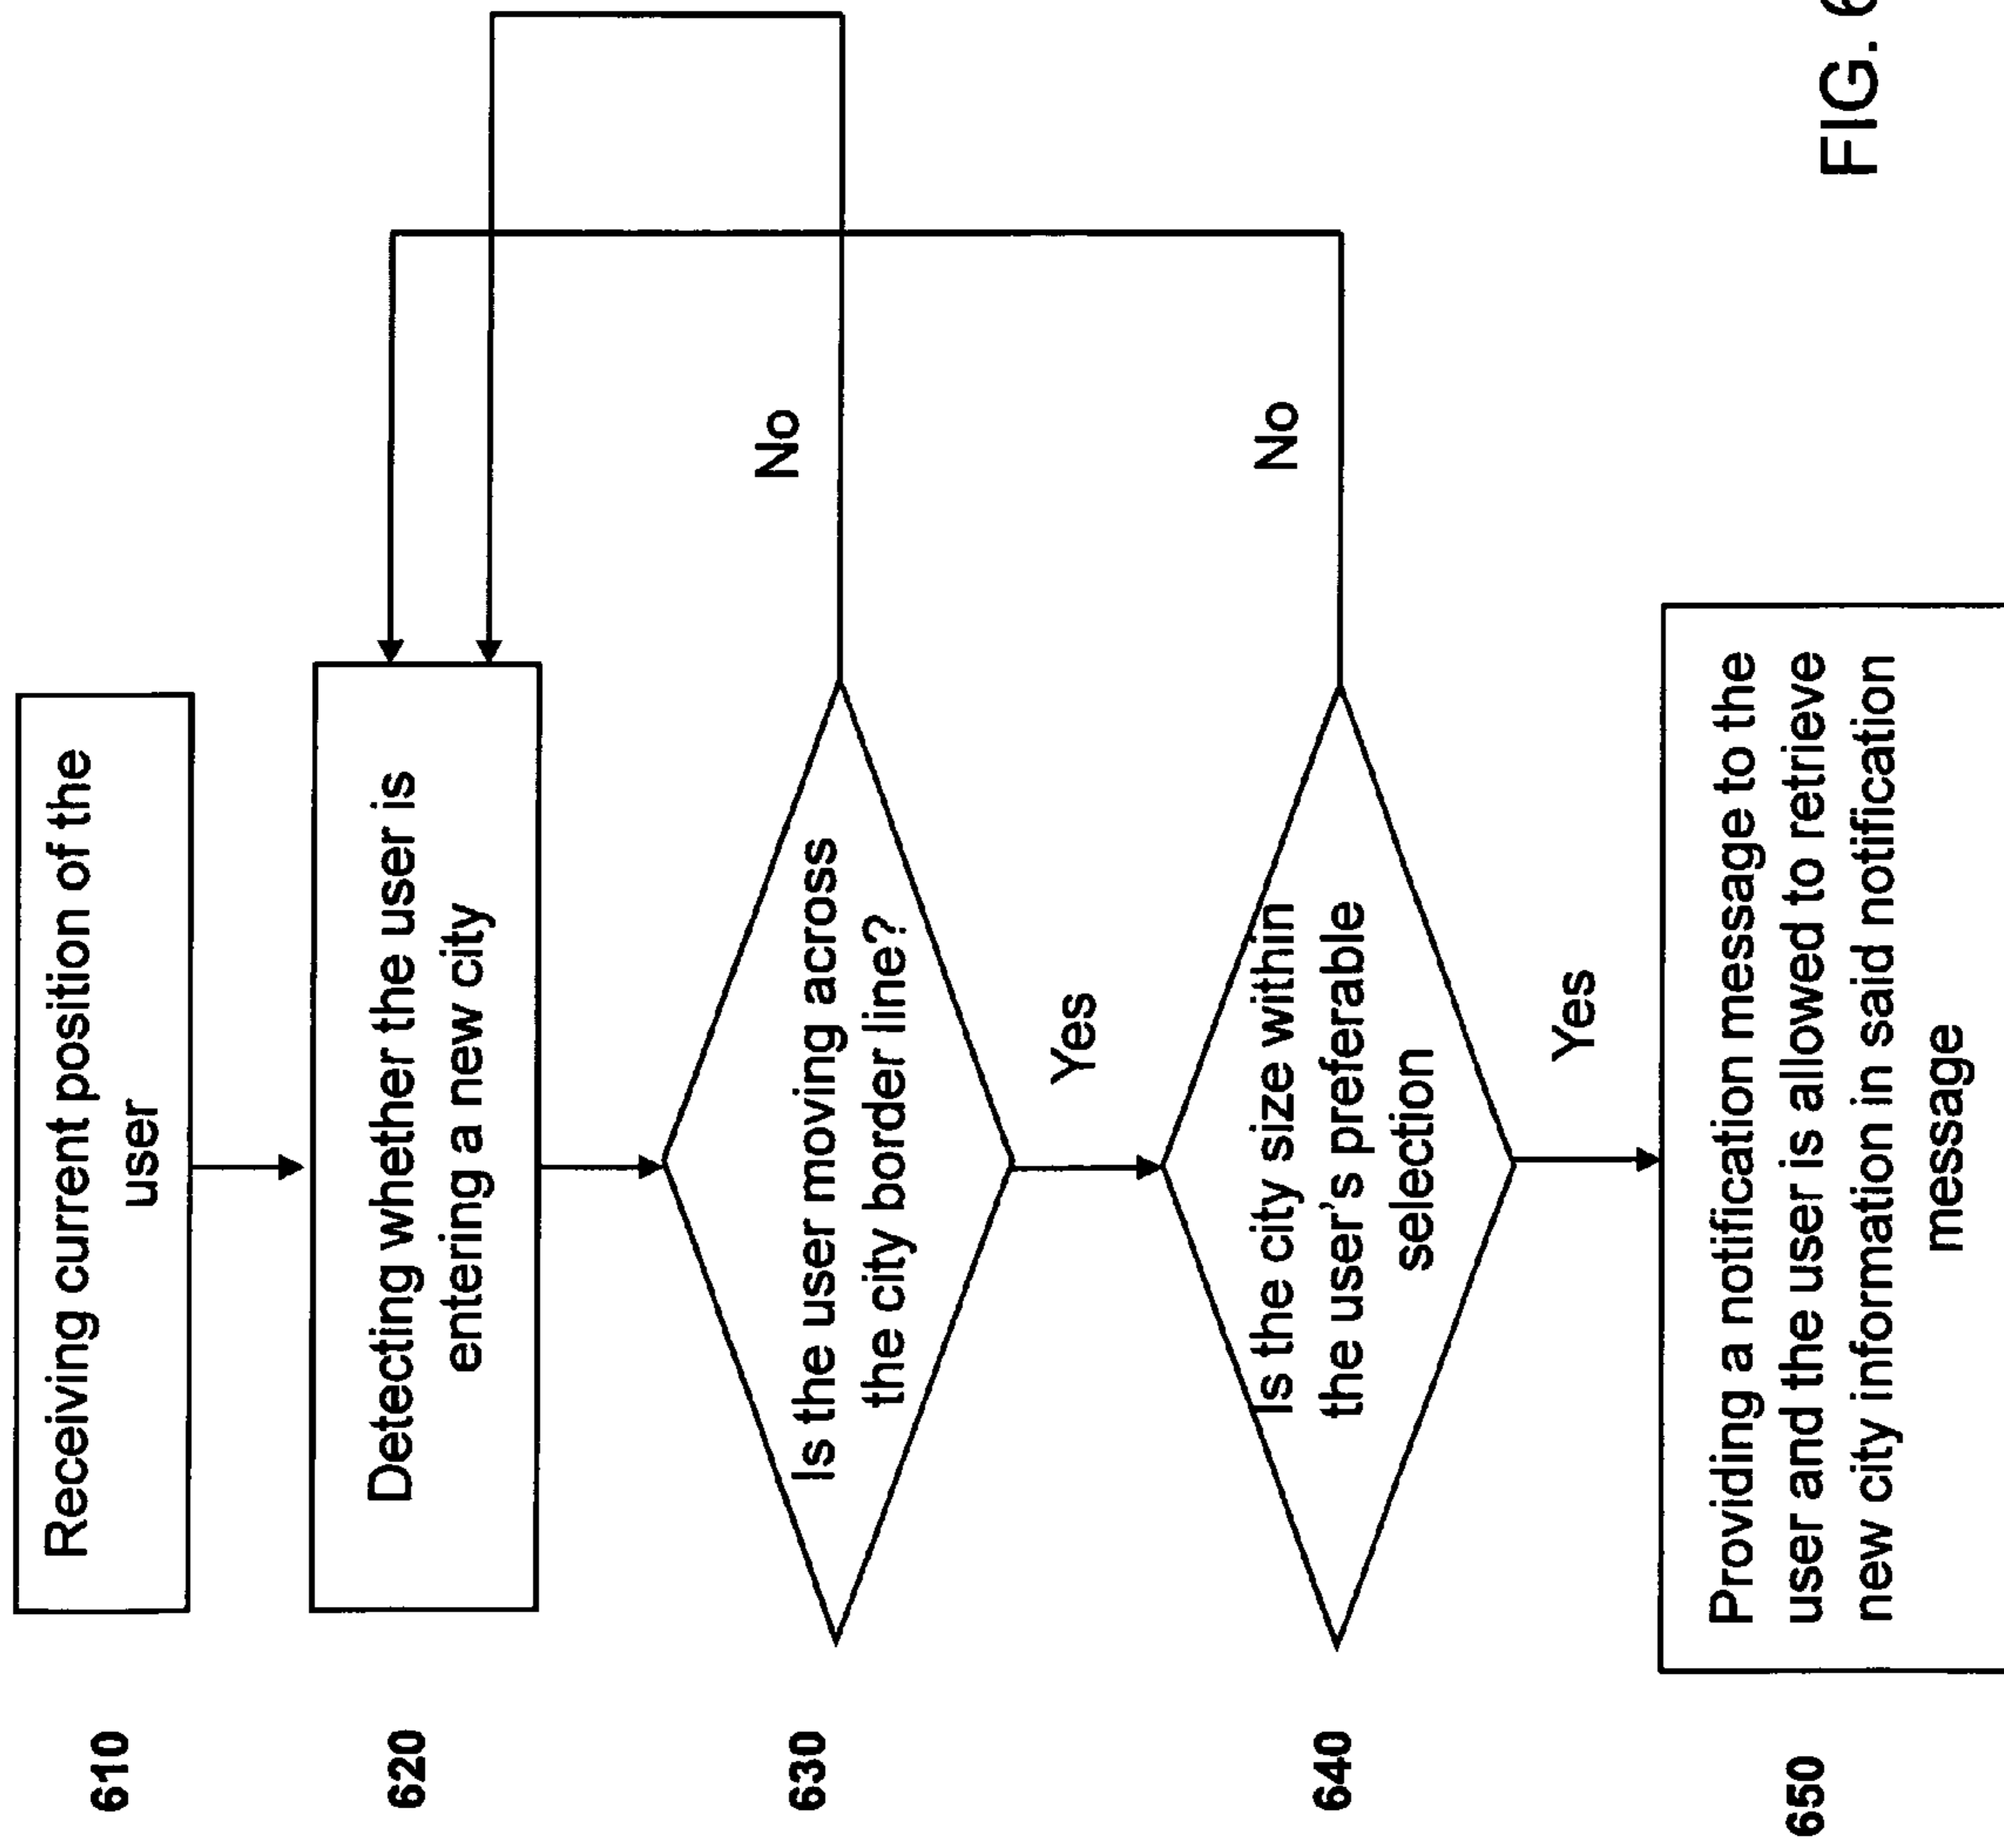 610
Receiving current position of the
user
620
Detecting whether the user is
entering a new city
630
Is the user moving across
the city border line?
No
Yes
640
Is the city size within
the user's preferable
selection
No
Yes
650
Providing a notification message to the
user and the user is allowed to retrieve
new city information in said notification
message
FIG. 6